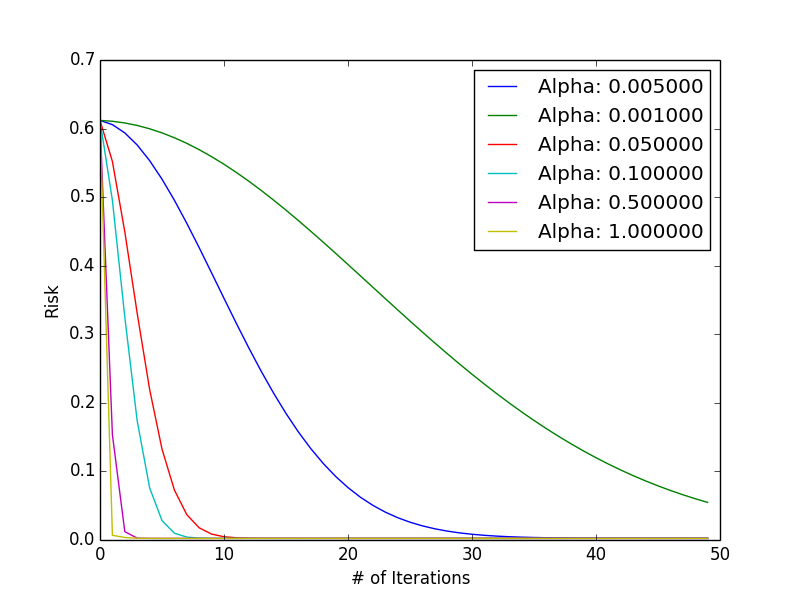 0.7
0.6
0.5
0.4
0.3
0.2
0.1
0.0
Risk
Alpha: 0.005000
Alpha: 0.001000
Alpha: 0.050000
Alpha: 0.100000
Alpha: 0.500000
Alpha: 1.000000
0 10 20 30 40 50
# of Iterations